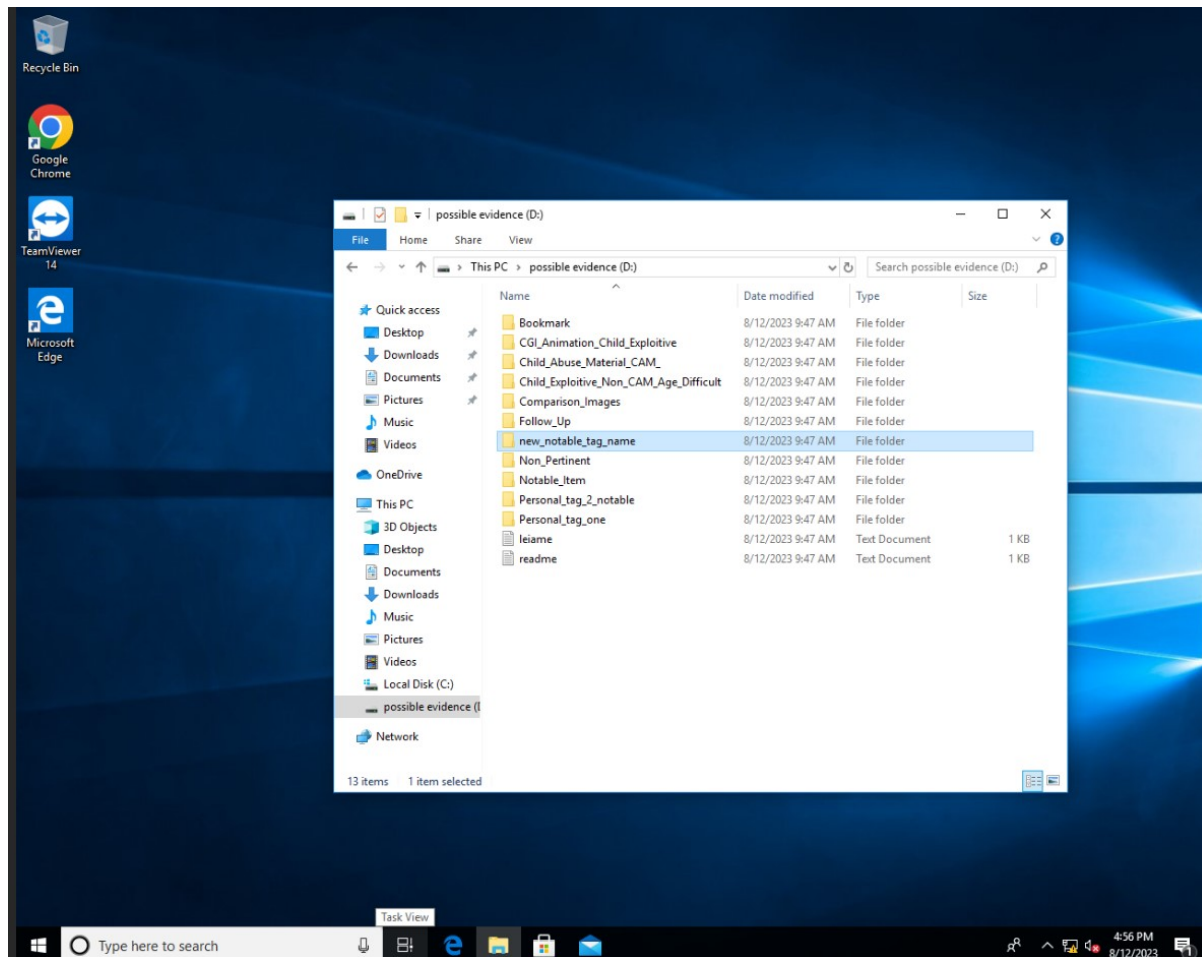 Recycle Bin
Google
Chrome
TeamViewer
14
Microsoft
Edge
possible evidence (D:)
File Home Share View
This PC > possible evidence (D:) Search possible evidence (D:)
Name Date modified Type Size
Quick access
Desktop
Downloads
Documents
Pictures
Music
Videos
OneDrive
This PC
3D Objects
Desktop
Documents
Downloads
Music
Pictures
Videos
Local Disk (C:)
possible evidence (
Network
Bookmark 8/12/2023 9:47 AM File folder
CGI_Animation_Child_Exploitive 8/12/2023 9:47 AM File folder
Child_Abuse_Material_CAM_ 8/12/2023 9:47 AM File folder
Child_Exploitive_Non_CAM_Age_Difficult 8/12/2023 9:47 AM File folder
Comparison_Images 8/12/2023 9:47 AM File folder
Follow_Up 8/12/2023 9:47 AM File folder
new_notable_tag_name 8/12/2023 9:47 AM File folder
Non_Pertinent 8/12/2023 9:47 AM File folder
Notable_Item 8/12/2023 9:47 AM File folder
Personal_tag_2_notable 8/12/2023 9:47 AM File folder
Personal_tag_one 8/12/2023 9:47 AM File folder
leiame 8/12/2023 9:47 AM Text Document 1 KB
readme 8/12/2023 9:47 AM Text Document 1 KB
13 items 1 item selected
Task View
Type here to search
4:56 PM
8/12/2023
1